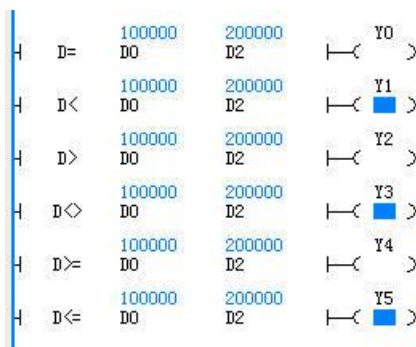 100000 200000 Y0
D= D0 D2
100000 200000 Y1
D< D0 D2
100000 200000 Y2
D> D0 D2
100000 200000 Y3
D<> D0 D2
100000 200000 Y4
D>= D0 D2
100000 200000 Y5
D<= D0 D2